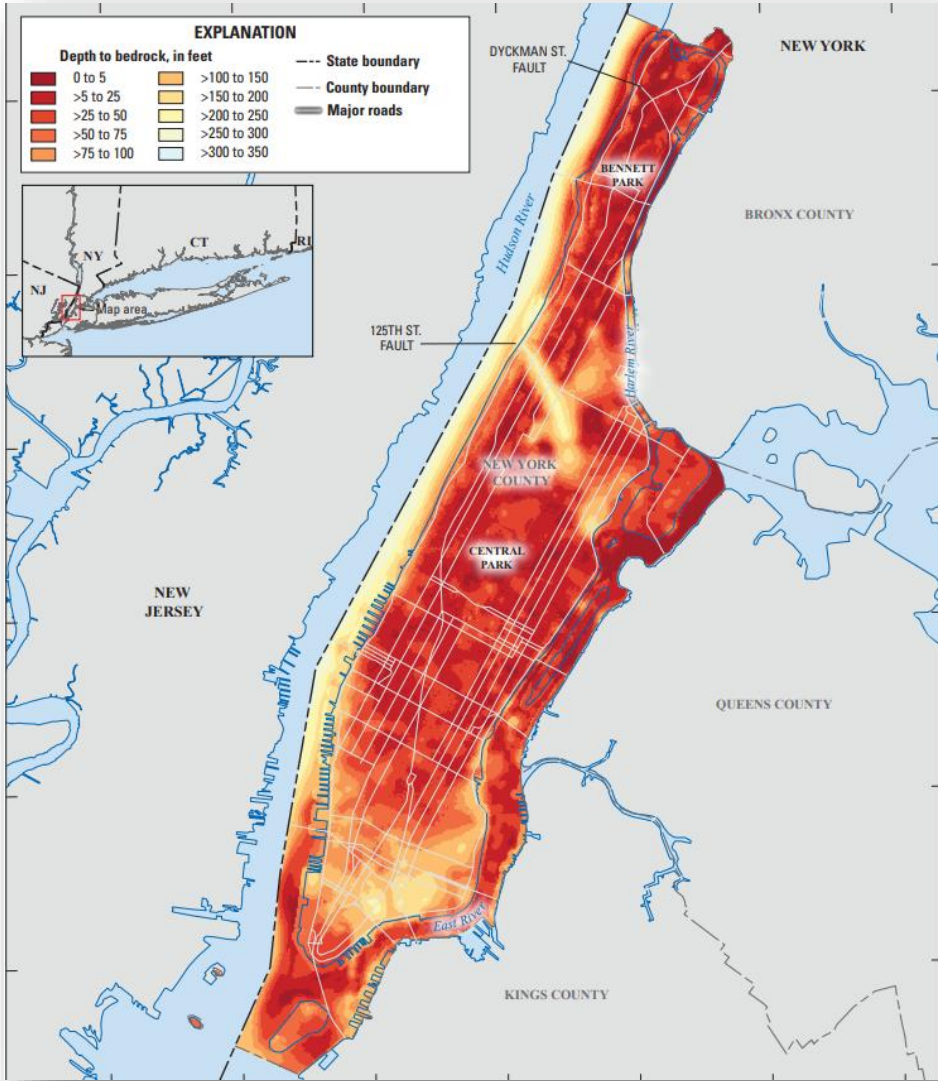 EXPLANATION
Depth to bedrock, in feet
0 to 5
>5 to 25
>25 to 50
>50 to 75
>75 to 100
>100 to 150
>150 to 200
>200 to 250
>250 to 300
>300 to 350
State boundary
County boundary
Major roads
NY
CT
RI
NJ
Map area
DYCKMAN ST.
FAULT
NEW YORK
BENNETT
PARK
BRONX COUNTY
Hudson River
125TH ST.
FAULT
Harlem River
NEW YORK
COUNTY
CENTRAL
PARK
NEW
JERSEY
QUEENS COUNTY
East River
KINGS COUNTY